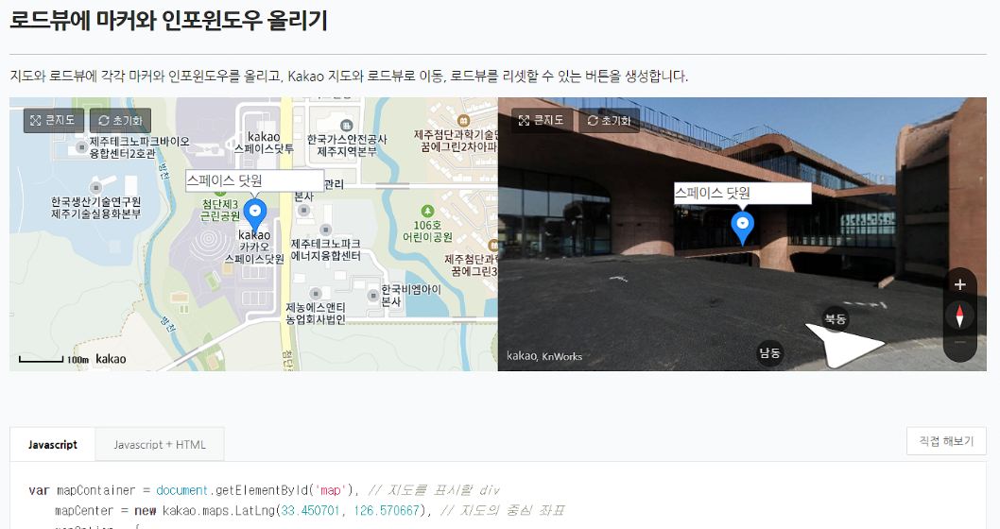 로드뷰에 마커와 인포윈도우 올리기
지도와 로드뷰에 각각 마커와 인포윈도우를 올리고, Kakao 지도와 로드뷰로 이동, 로드뷰를 리셋할 수 있는 버튼을 생성합니다.
큰지도
초기화
제주테크노파크바이오
융합센터2호관
kakao
스페이스닷투
한국가스안전공사
제주지역본부
제주첨단과학기술단
꿈에그린2차아파
방천
한국생산기술연구원
제주기술실용화본부
스페이스 닷원
관리
본사
첨단제3
근린공원
kakao
카카오
스페이스닷원
106호
어린이공원
제주테크노파크
에너지융합센터
제주첨단과학
꿈에그린3
한국비엠아이
본사
제농에스앤티
농업회사법인
방천
첨단
100m
kakao
큰지도
초기화
스페이스 닷원
북동
남동
kakao, KnWorks
Javascript
Javascript + HTML
직접 해보기
var mapContainer = document.getElementById('map'), // 지도를 표시할 div
mapCenter = new kakao.maps.LatLng(33.450701, 126.570667), // 지도의 중심 좌표
mapOption = {